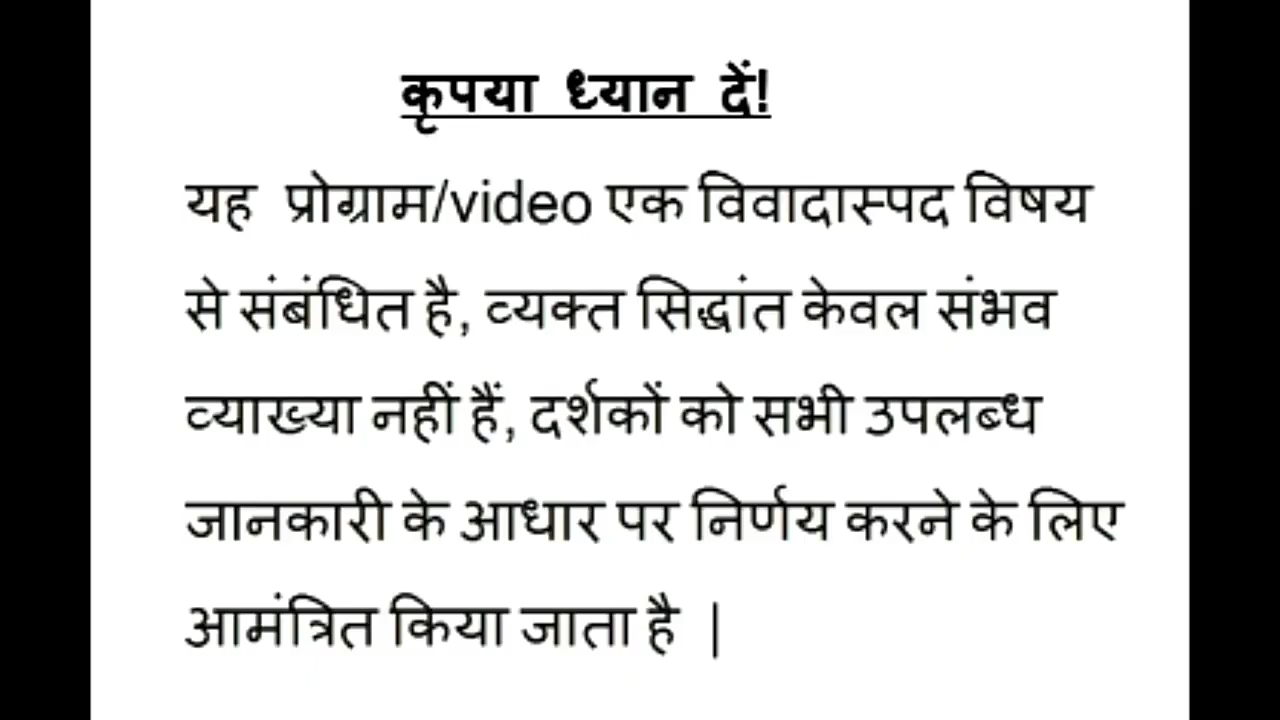 कृपया ध्यान दें!
यह प्रोग्राम/video एक विवादास्पद विषय
से संबंधित है, व्यक्त सिद्धांत केवल संभव
व्याख्या नहीं हैं, दर्शकों को सभी उपलब्ध
जानकारी के आधार पर निर्णय करने के लिए
आमंत्रित किया जाता है |